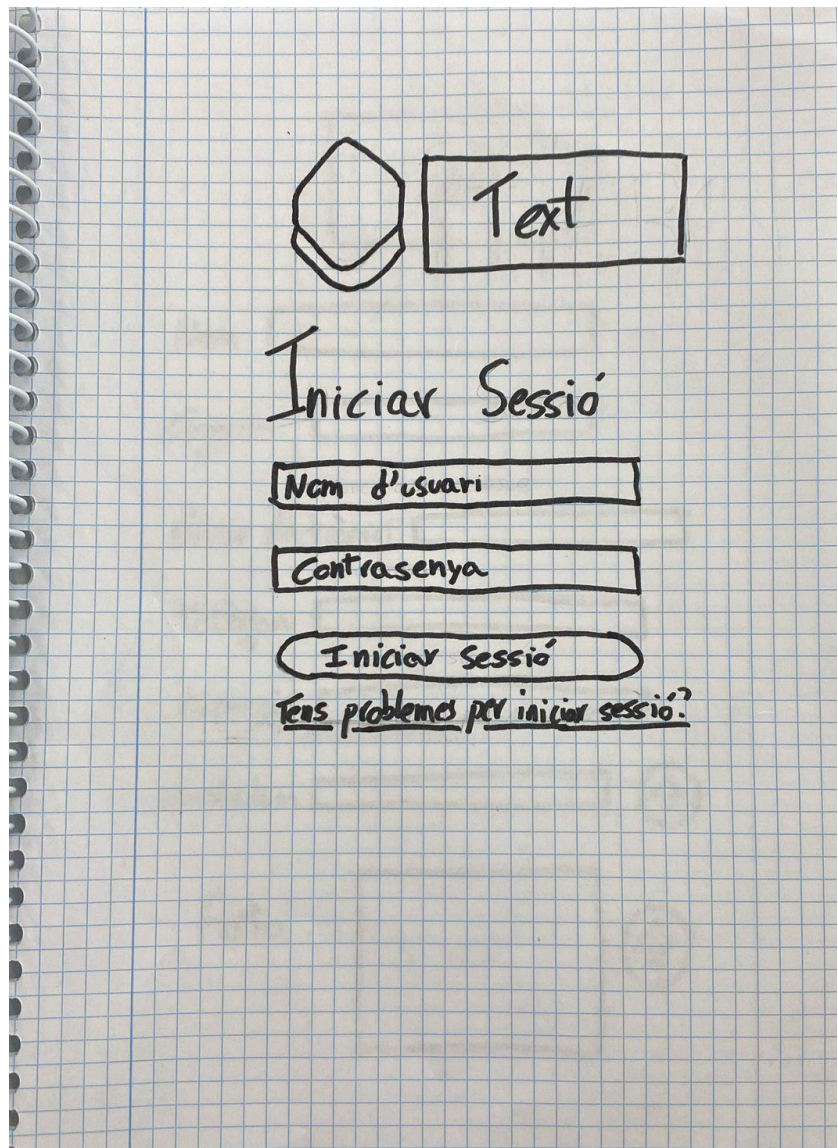 Text
Iniciar Sessió
Nom d'usuari
Contrasenya
Iniciar sessió
Tens problemes per iniciar sessió?